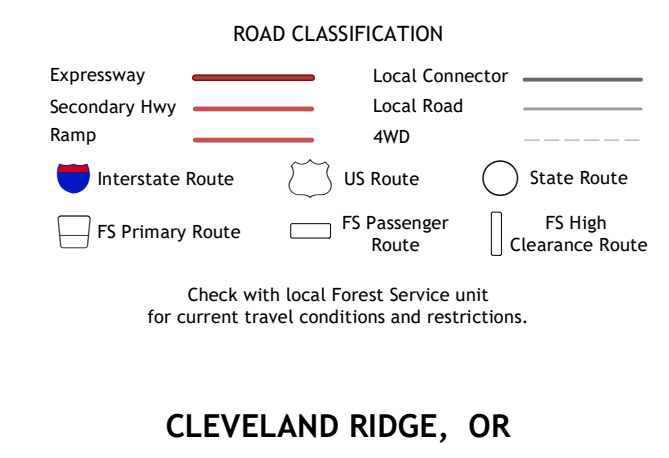 ROAD CLASSIFICATION
Expressway
Local Connector
Secondary Hwy
Local Road
Ramp
4WD
Interstate Route
US Route
State Route
FS Primary Route
FS Passenger
Route
FS High
Clearance Route
Check with local Forest Service unit
for current travel conditions and restrictions.
CLEVELAND RIDGE, OR